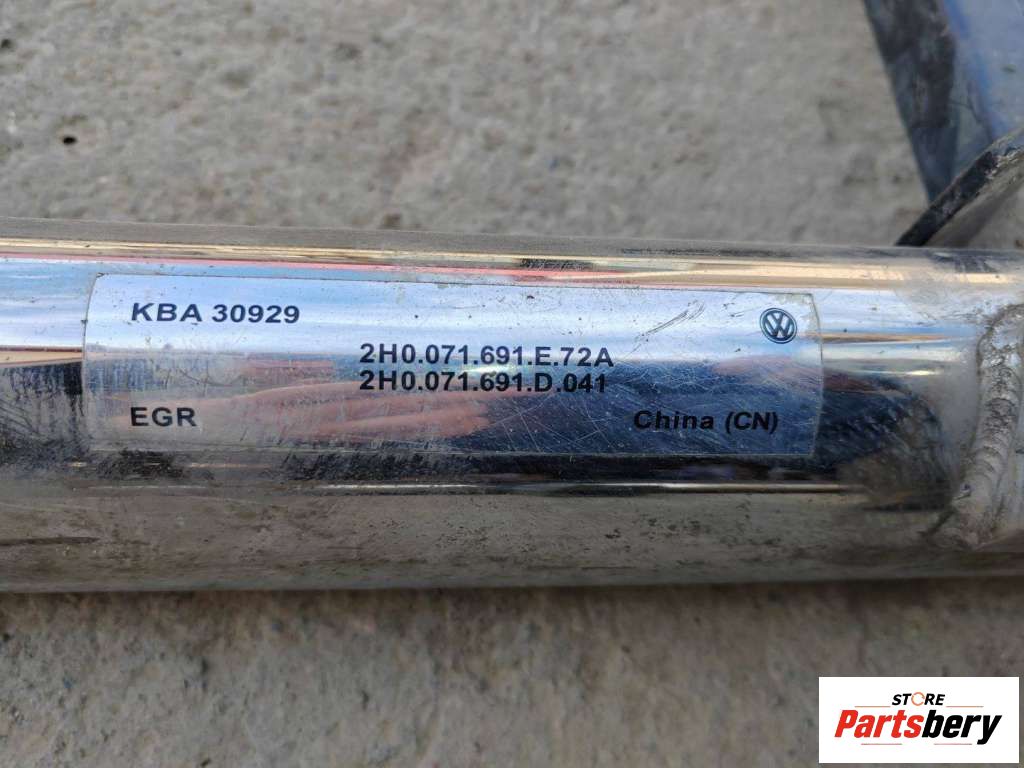 KBA 30929
2H0.071.691.E.72A
2H0.071.691.D.041
EGR
China (CN)
STORE
Partsbery